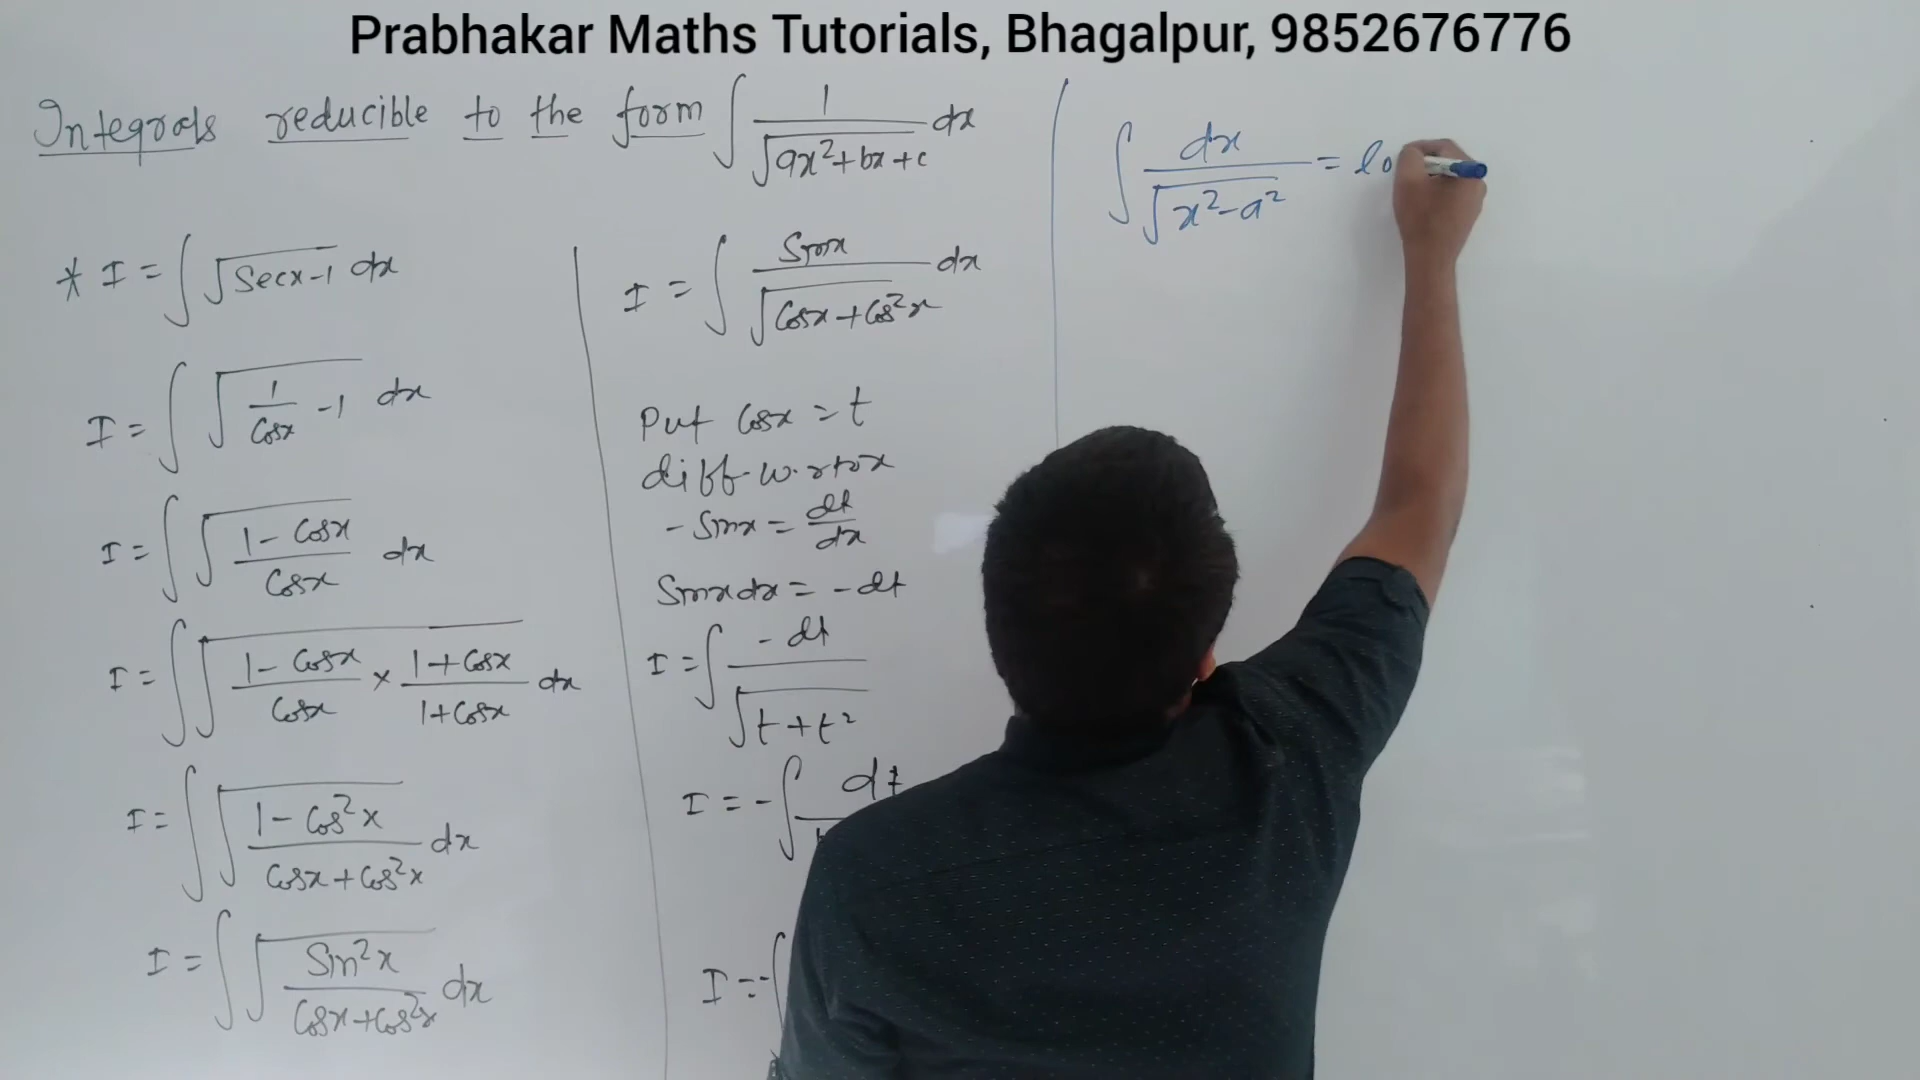 Prabhakar Maths Tutorials, Bhagalpur, 9852676776
Integrals reducible to the form ∫ 1/√(ax²+bx+c) dx
* I = ∫ √(Secx-1) dx
I = ∫ √(1/Cosx -1) dx
I = ∫ √((1-Cosx)/Cosx) dx
I = ∫ √((1-Cosx)/Cosx × (1+Cosx)/(1+Cosx)) dx
I = ∫ √((1-Cos²x)/(Cosx+Cos²x)) dx
I = ∫ √(Sin²x/(Cosx+Cos²x)) dx
I = ∫ Sinx/√(Cosx+Cos²x) dx
Put Cosx = t
diff. w.r to x
-Sinx = dt/dx
Sinxdx = -dt
I = ∫ -dt/√(t+t²)
I = -∫ dt
I = -∫
∫ dx/√(x²-a²) = lo